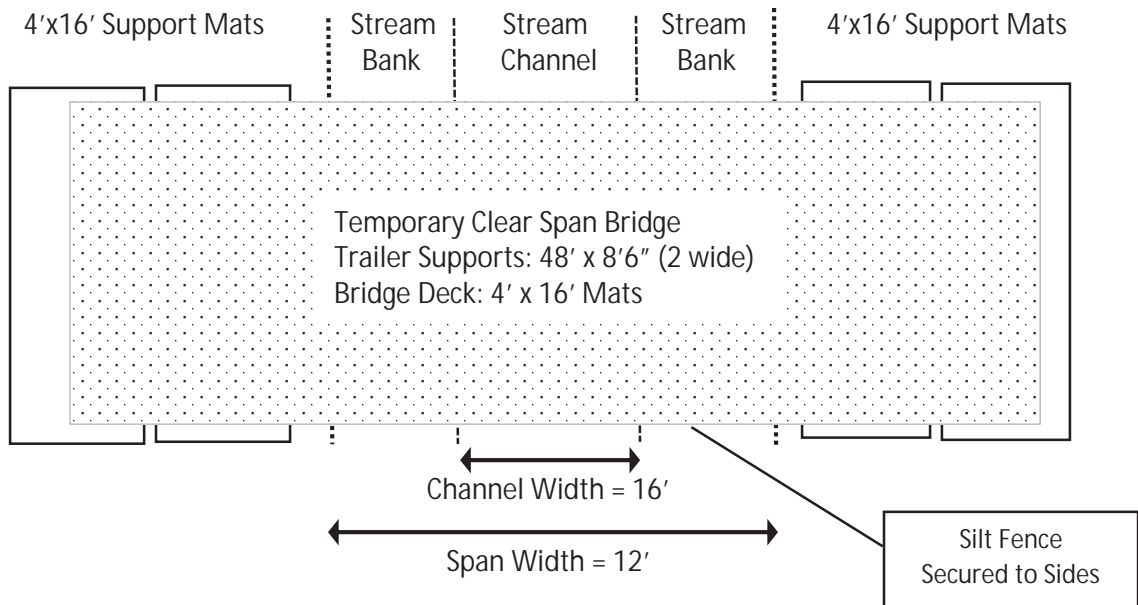 4′x16′ Support Mats
Stream
Bank
Stream
Channel
Stream
Bank
4′x16′ Support Mats
Temporary Clear Span Bridge
Trailer Supports: 48′ x 8′6″ (2 wide)
Bridge Deck: 4′ x 16′ Mats
Channel Width = 16′
Span Width = 12′
Silt Fence
Secured to Sides